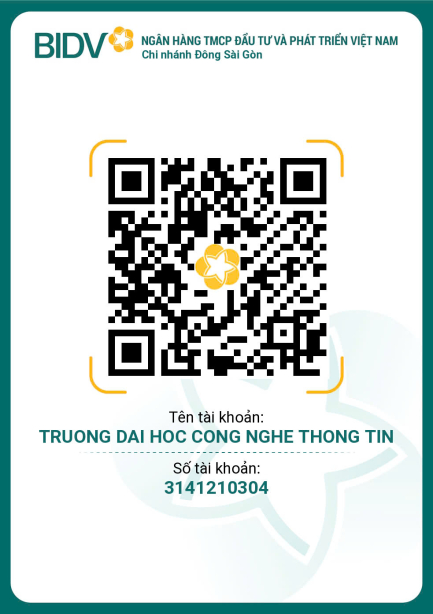 BIDV
NGÂN HÀNG TMCP ĐẦU TƯ VÀ PHÁT TRIỂN VIỆT NAM
Chi nhánh Đông Sài Gòn
Tên tài khoản:
TRUONG DAI HOC CONG NGHE THONG TIN
Số tài khoản:
3141210304